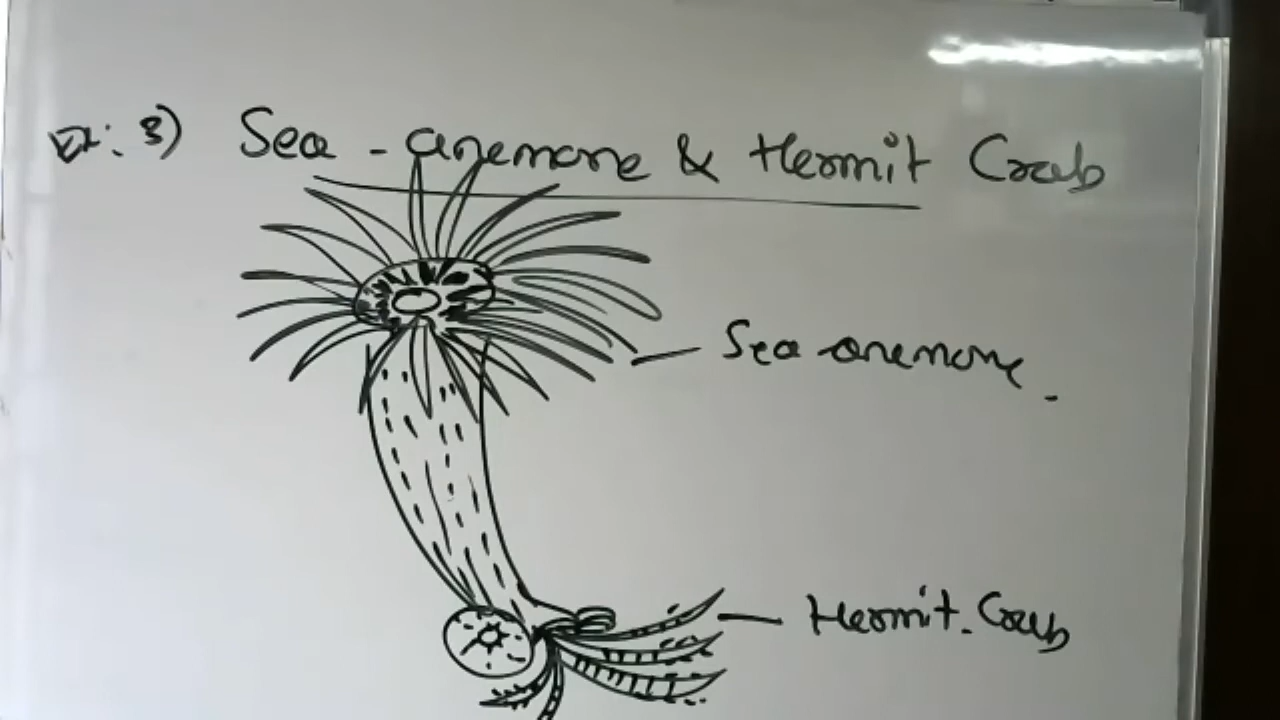 Ex: 3) Sea - anemone & Hermit Crab
Sea anemone.
Hermit. Crab